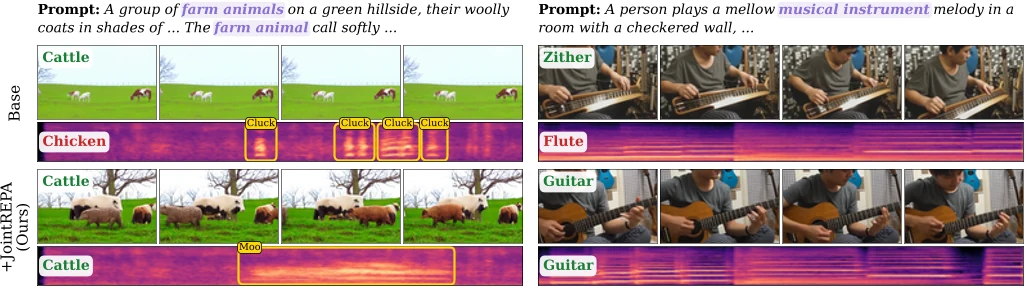 Prompt: A group of farm animals on a green hillside, their woolly
coats in shades of ... The farm animal call softly ...
Prompt: A person plays a mellow musical instrument melody in a
room with a checkered wall, ...
Base
Cattle
Chicken
Cluck
Cluck
Cluck
Cluck
Zither
Flute
+JointREPA
(Ours)
Cattle
Moo
Cattle
Guitar
Guitar